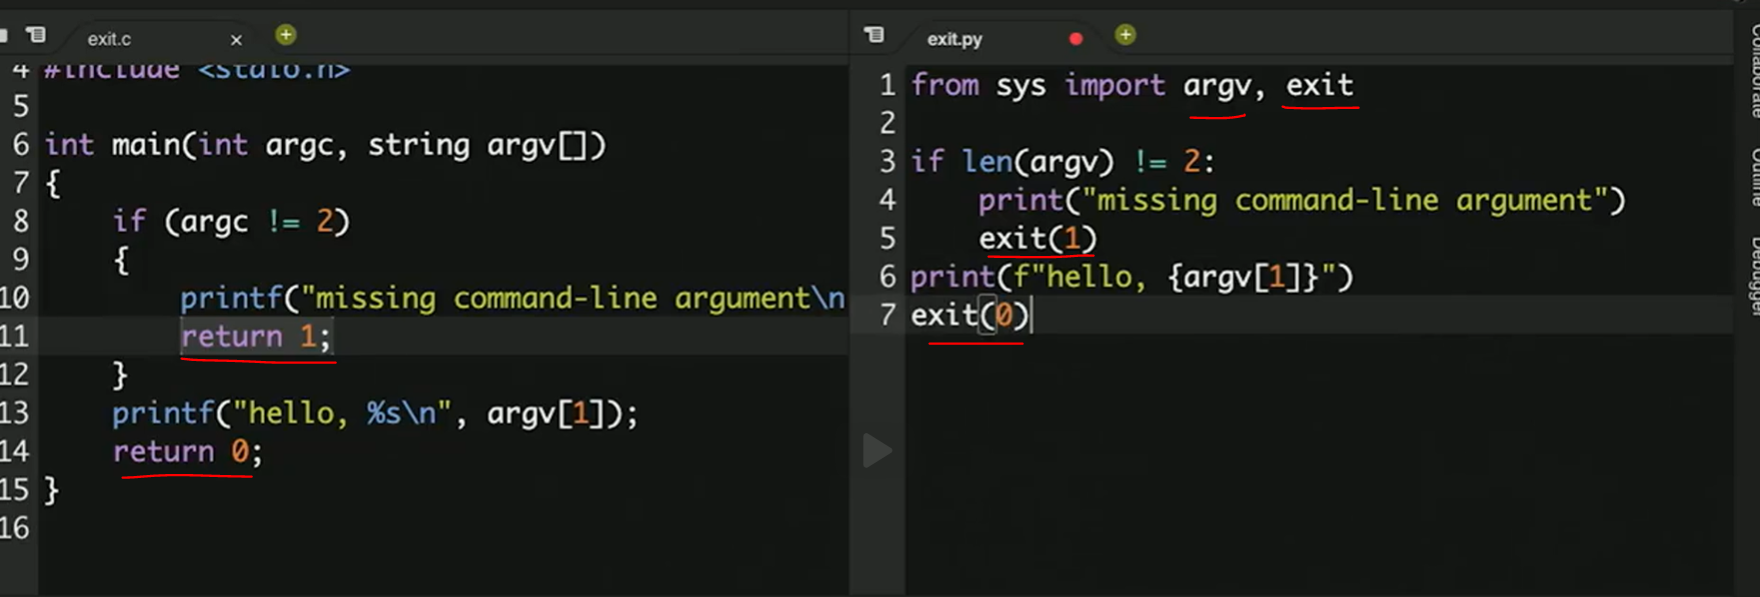 exit.c
4 #include <stdio.h>
5
6 int main(int argc, string argv[])
7 {
8 if (argc != 2)
9 {
10 printf("missing command-line argument\n
11 return 1;
12 }
13 printf("hello, %s\n", argv[1]);
14 return 0;
15 }
16
exit.py
1 from sys import argv, exit
2
3 if len(argv) != 2:
4 print("missing command-line argument")
5 exit(1)
6 print(f"hello, {argv[1]}")
7 exit(0)
Collaborate
Outline
Debugger